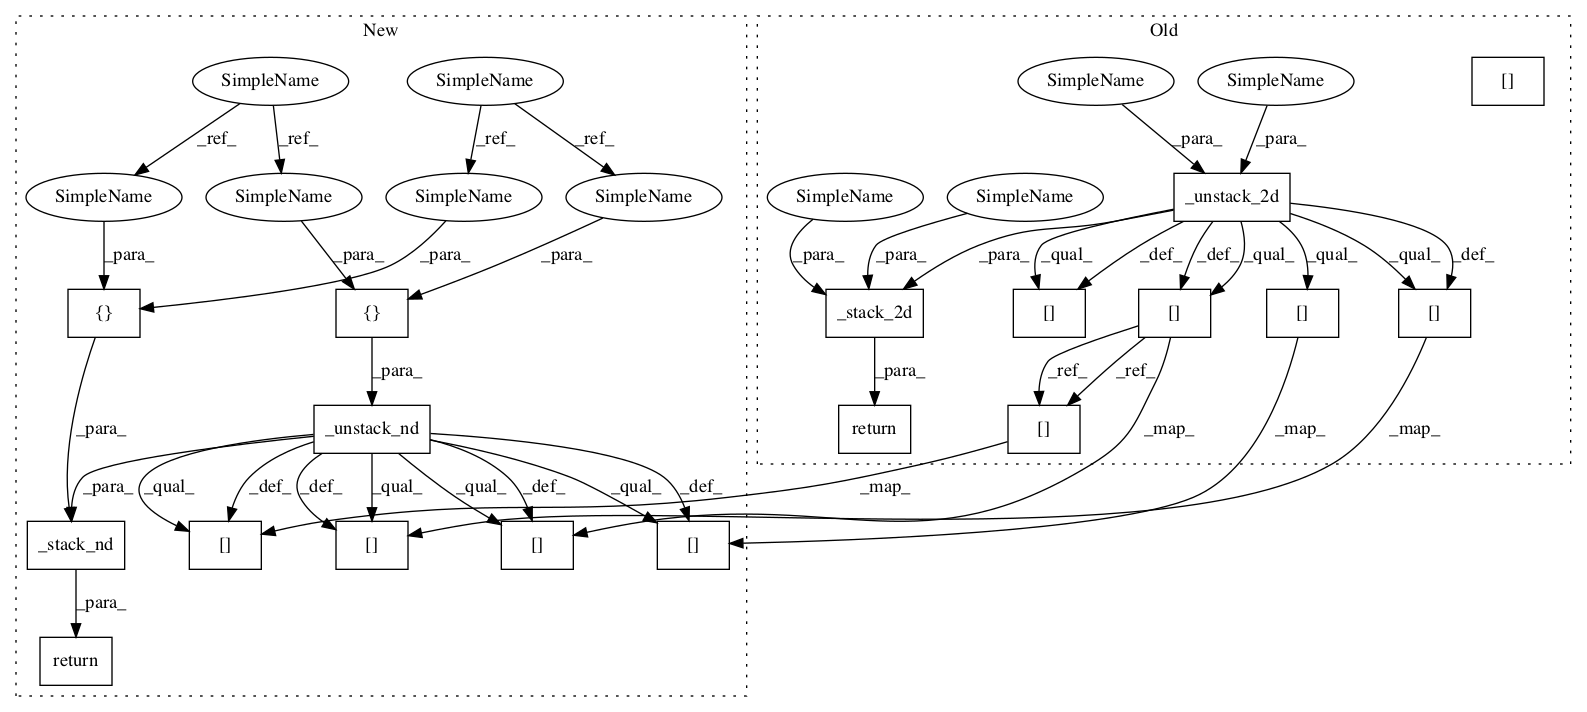 New
Old
SimpleName
SimpleName
SimpleName
SimpleName
[]
_ref_
_ref_
_ref_
_ref_
_para_
_para_
SimpleName
SimpleName
SimpleName
SimpleName
SimpleName
SimpleName
_unstack_2d
_para_
_para_
_para_
_para_
_para_
_para_
_para_
_qual_
_def_
_def_
_qual_
_qual_
_qual_
_def_
{}
{}
_stack_2d
[]
[]
[]
[]
_para_
_para_
_ref_
_ref_
_para_
_unstack_nd
return
[]
_map_
_map_
_map_
_para_
_qual_
_def_
_def_
_qual_
_qual_
_def_
_qual_
_def_
_map_
_stack_nd
[]
[]
[]
[]
_para_
return